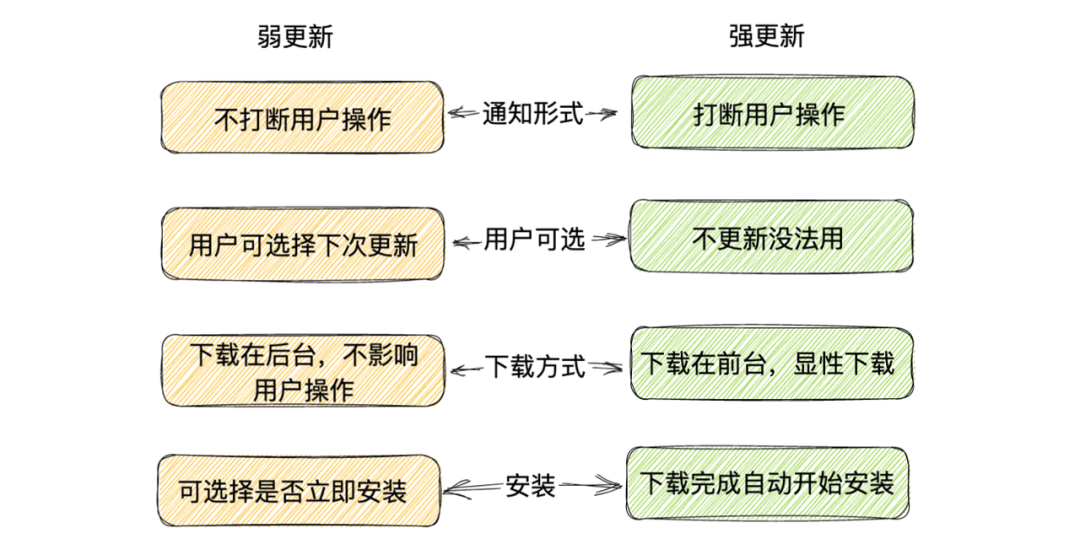 弱更新
强更新
不打断用户操作
通知形式
打断用户操作
用户可选择下次更新
用户可选
不更新没法用
下载在后台，不影响
用户操作
下载方式
下载在前台，显性下载
可选择是否立即安装
安装
下载完成自动开始安装